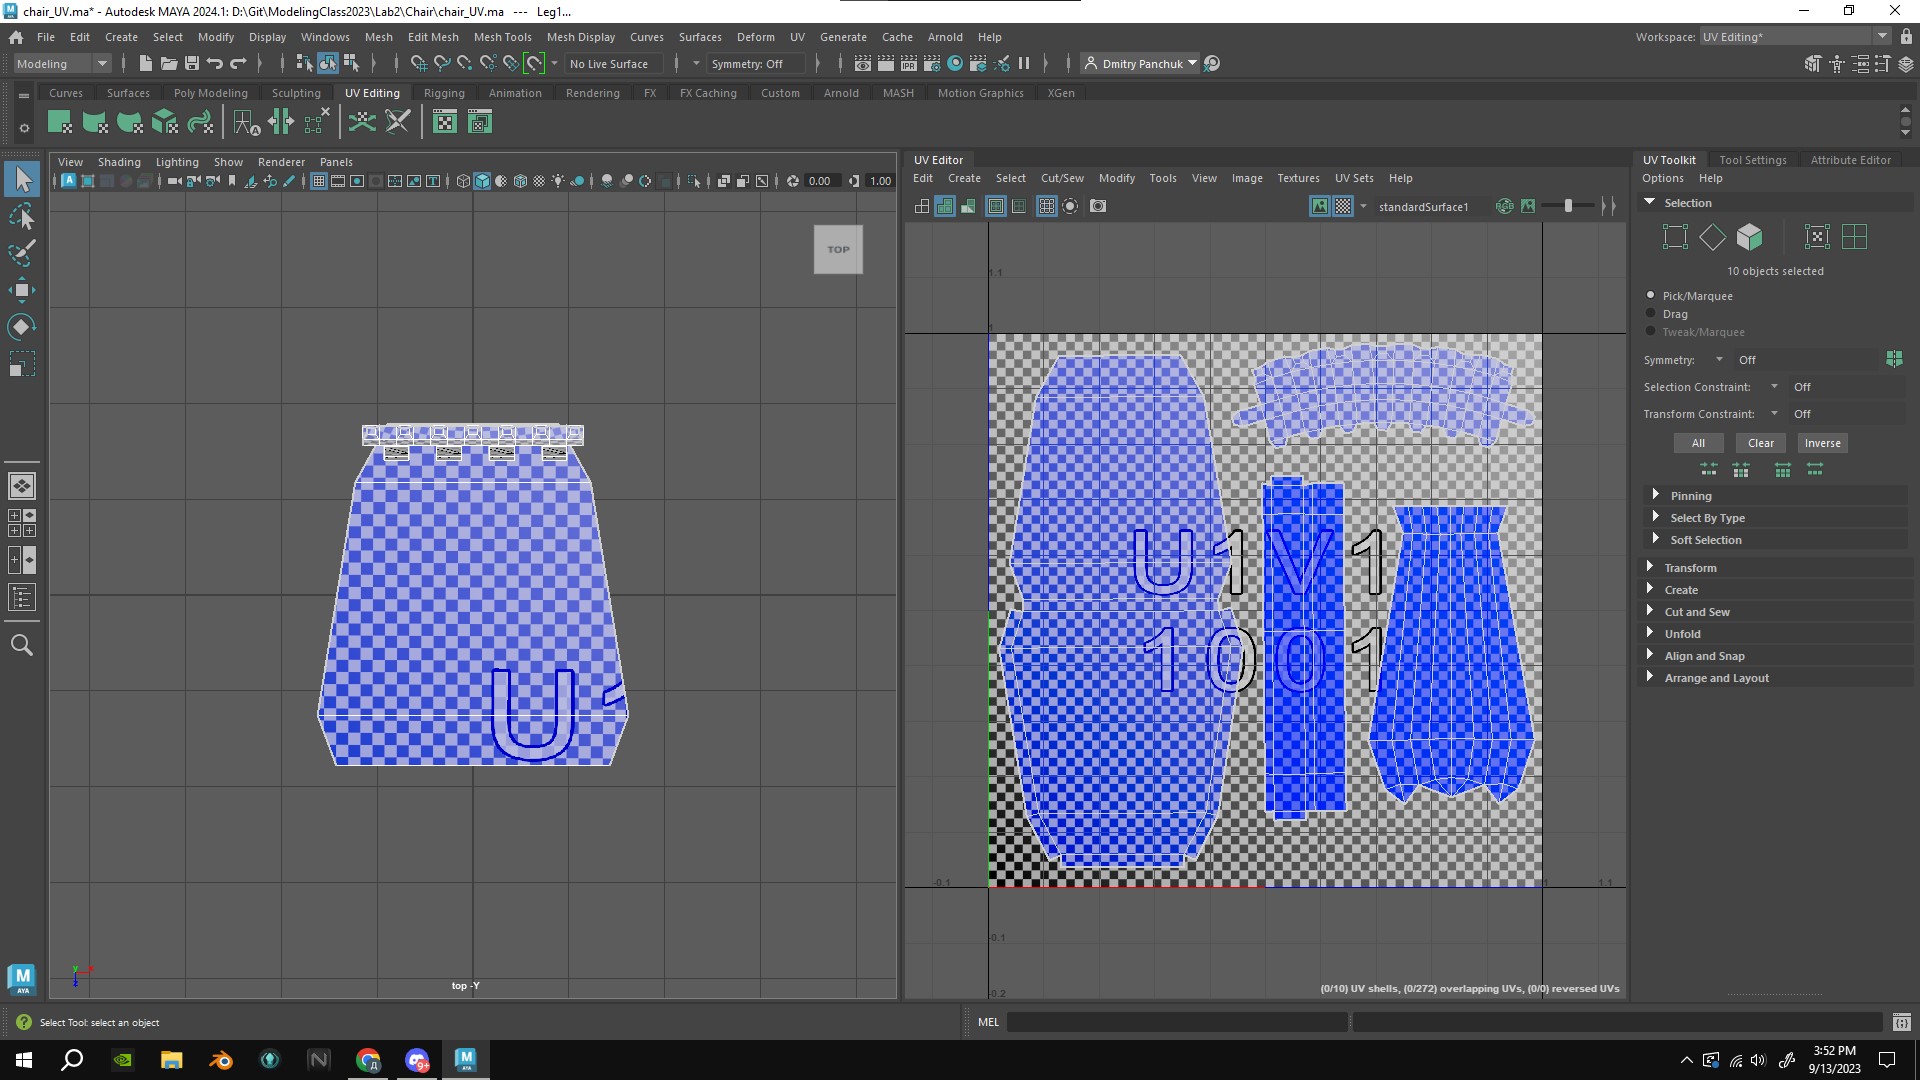 chair_UV.ma* - Autodesk MAYA 2024.1: D:\Git\ModelingClass2023\Lab2\Chair\chair_UV.ma --- Leg1...
File Edit Create Select Modify Display Windows Mesh Edit Mesh Mesh Tools Mesh Display Curves Surfaces Deform UV Generate Cache Arnold Help
Workspace: UV Editing*
Modeling No Live Surface Symmetry: Off Dmitry Panchuk
Curves Surfaces Poly Modeling Sculpting UV Editing Rigging Animation Rendering FX FX Caching Custom Arnold MASH Motion Graphics XGen
View Shading Lighting Show Renderer Panels
0.00 1.00
TOP
U
top -Y
UV Editor
Edit Create Select Cut/Sew Modify Tools View Image Textures UV Sets Help
standardSurface1
1.1
1
U1V1
1001
-0.1 1 1.1
-0.1
-0.2
(0/10) UV shells, (0/272) overlapping UVs, (0/0) reversed UVs
UV Toolkit Tool Settings Attribute Editor
Options Help
Selection
10 objects selected
Pick/Marquee
Drag
Tweak/Marquee
Symmetry: Off
Selection Constraint: Off
Transform Constraint: Off
All Clear Inverse
Pinning
Select By Type
Soft Selection
Transform
Create
Cut and Sew
Unfold
Align and Snap
Arrange and Layout
M
AYA
Select Tool: select an object
MEL
3:52 PM
9/13/2023